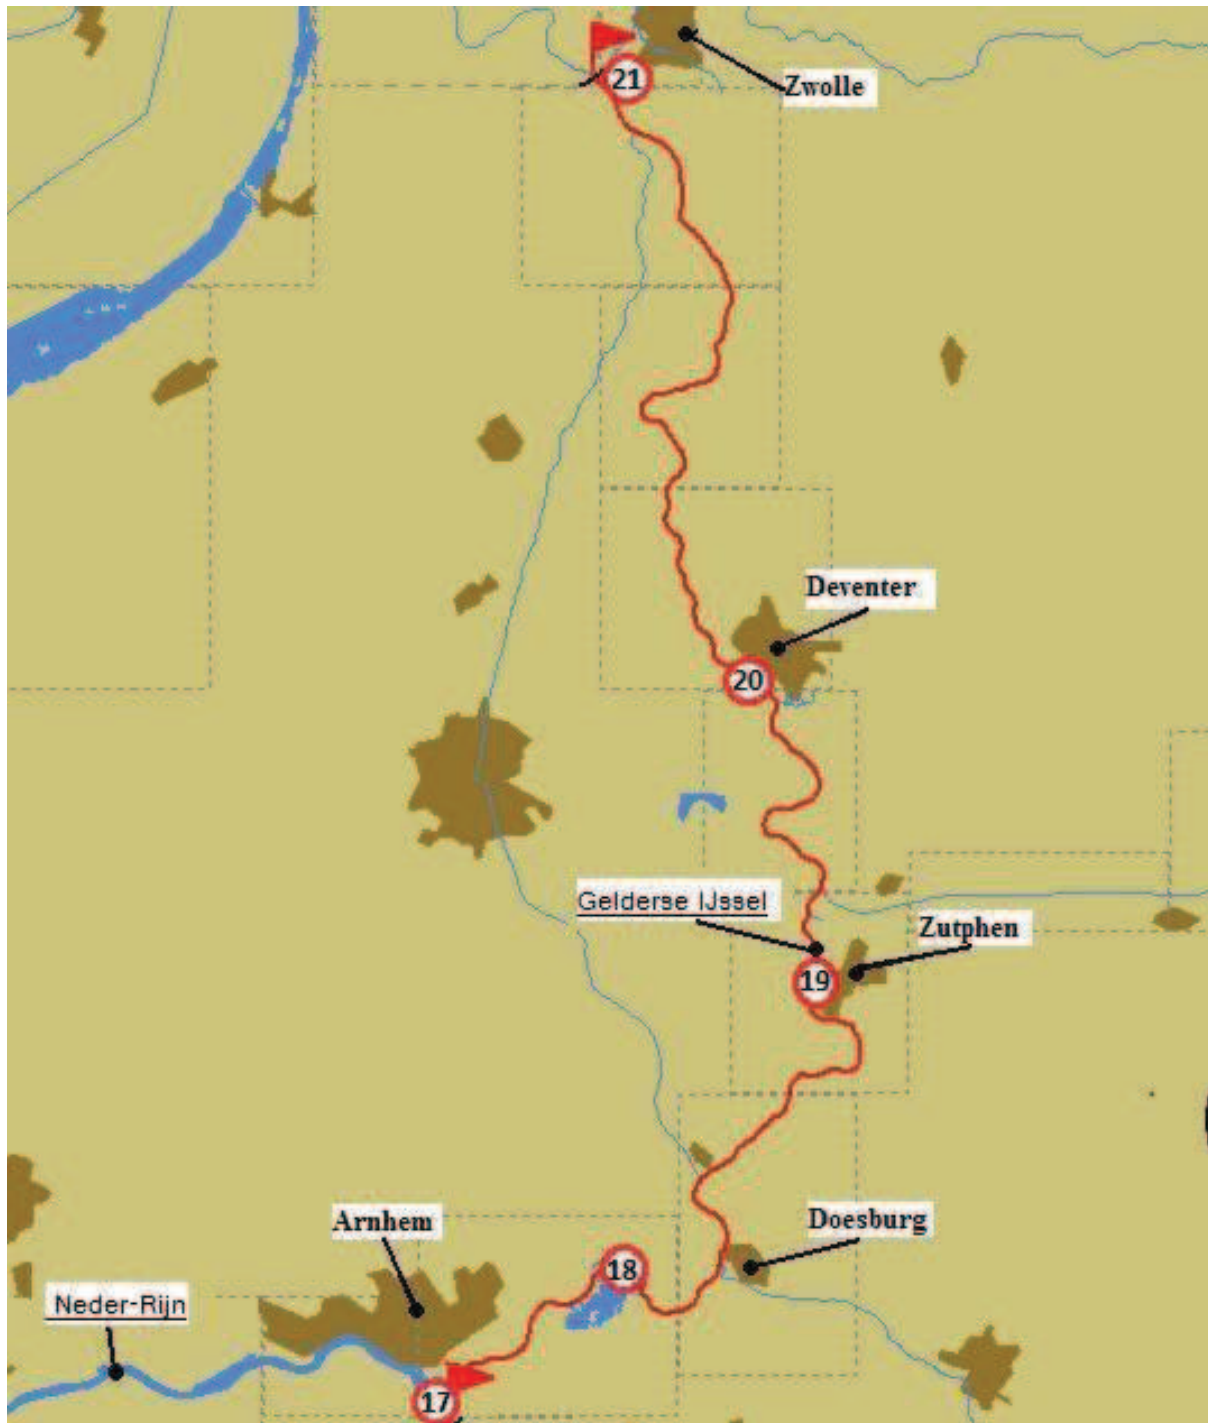 21
Zwolle
Deventer
20
Gelderse IJssel
Zutphen
19
Arnhem
Doesburg
18
Neder-Rijn
17